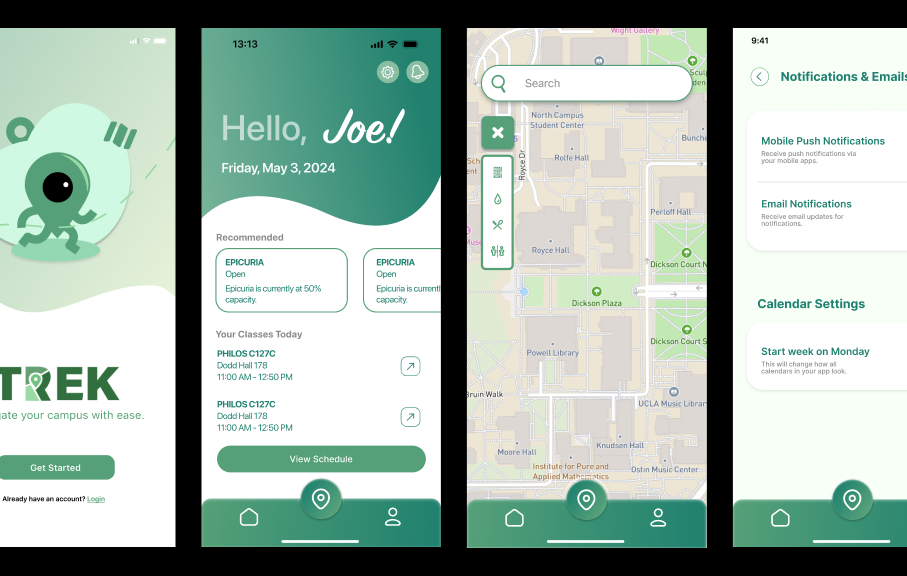 TREK
gate your campus with ease.
Get Started
Already have an account? Login
13:13
Hello, Joe!
Friday, May 3, 2024
Recommended
EPICURIA
Open
Epicuria is currently at 50%
capacity.
EPICURIA
Open
Epicuria is currentl
capacity.
Your Classes Today
PHILOS C127C
Dodd Hall 178
11:00 AM - 12:50 PM
PHILOS C127C
Dodd Hall 178
11:00 AM - 12:50 PM
View Schedule
Wight Gallery
Search
North Campus
Student Center
Rolfe Hall
Royce Dr
Bunche
Perloff Hall
Royce Hall
Dickson Court N
Dickson Plaza
Dickson Court S
Powell Library
Bruin Walk
UCLA Music Library
Moore Hall
Knudsen Hall
Institute for Pure and
Applied Mathematics
Ostin Music Center
9:41
Notifications & Emails
Mobile Push Notifications
Receive push notifications via
your mobile apps.
Email Notifications
Receive email updates for
notifications.
Calendar Settings
Start week on Monday
This will change how all
calendars in your app look.